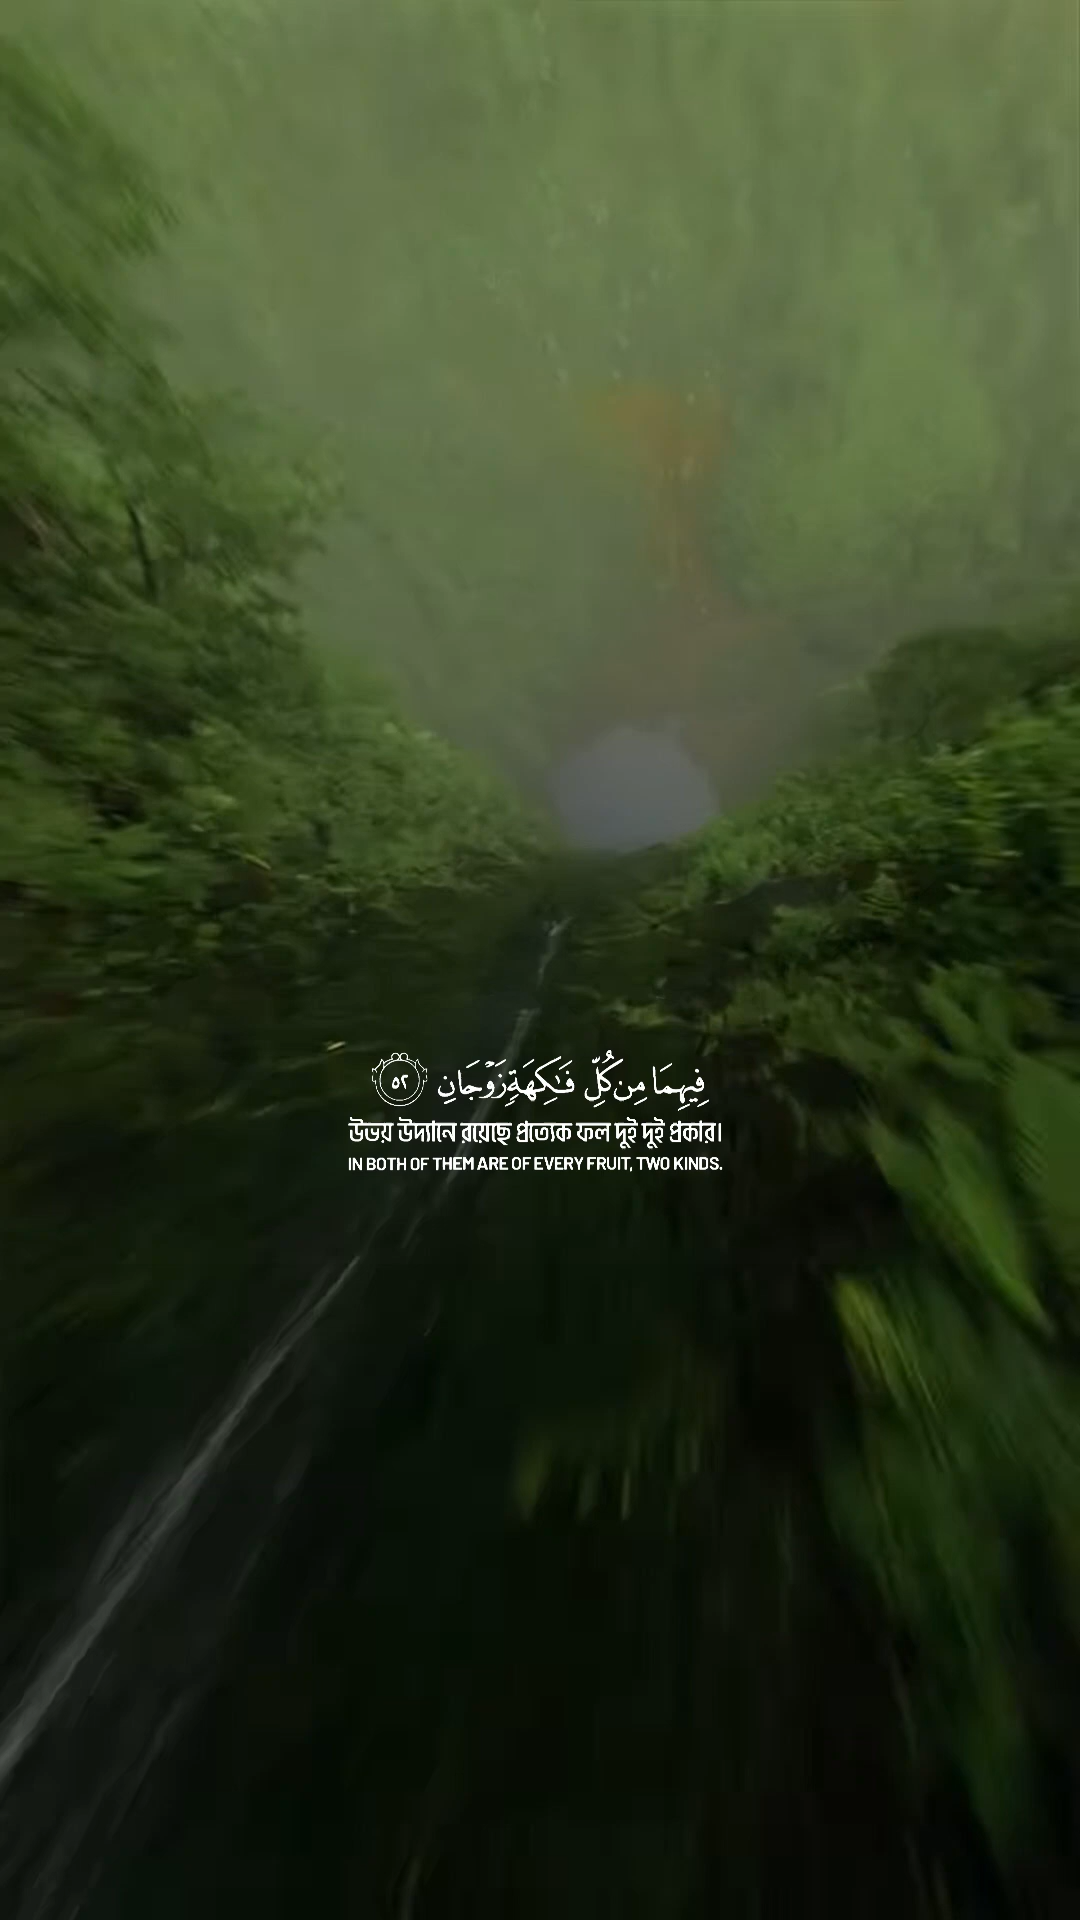 فِيهِمَا مِن كُلِّ فَـٰكِهَةٍ زَوْجَانِ ٥٢
উভয় উদ্যানে রয়েছে প্রত্যেক ফল দুই দুই প্রকার।
IN BOTH OF THEM ARE OF EVERY FRUIT, TWO KINDS.